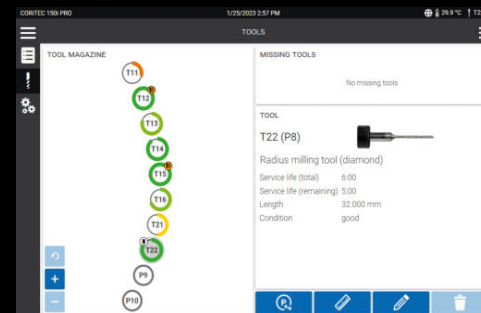 CORITEC 150i PRO
1/25/2023 2:57 PM
29.9 °C
T22
TOOLS
TOOL MAGAZINE
T11
T12
T13
T14
T15
T16
T21
T22
P9
P10
MISSING TOOLS
No missing tools
TOOL
T22 (P8)
Radius milling tool (diamond)
Service life (total) 6:00
Service life (remaining) 5:00
Length 32.000 mm
Condition good
P